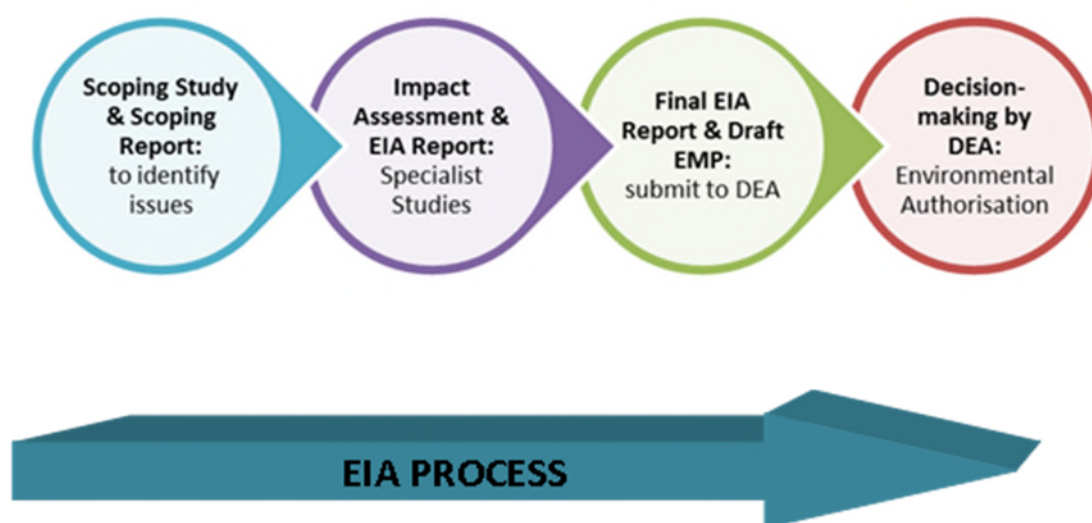 Scoping Study
& Scoping
Report:
to identify
issues
Impact
Assessment &
EIA Report:
Specialist
Studies
Final EIA
Report & Draft
EMP:
submit to DEA
Decision-
making by
DEA:
Environmental
Authorisation
EIA PROCESS